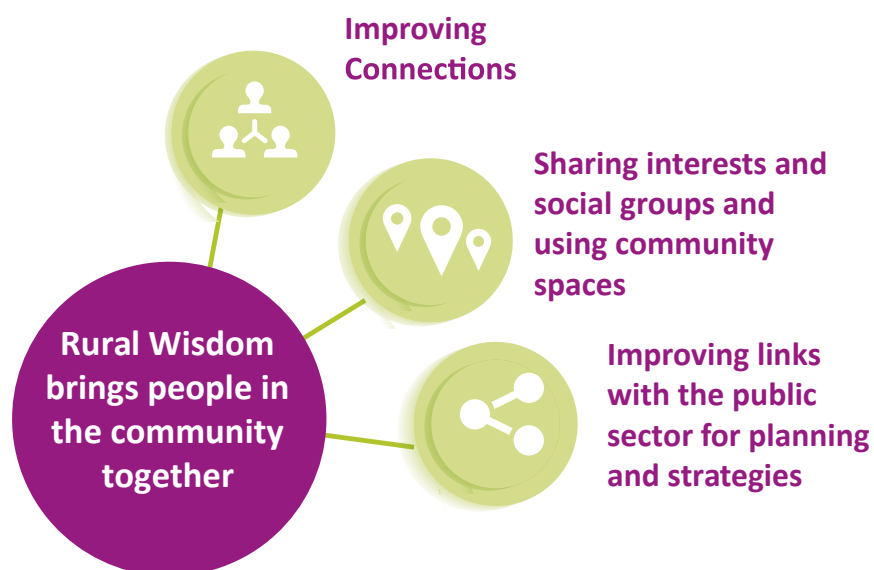 Improving
Connections
Sharing interests and
social groups and
using community
spaces
Rural Wisdom
brings people in
the community
together
Improving links
with the public
sector for planning
and strategies